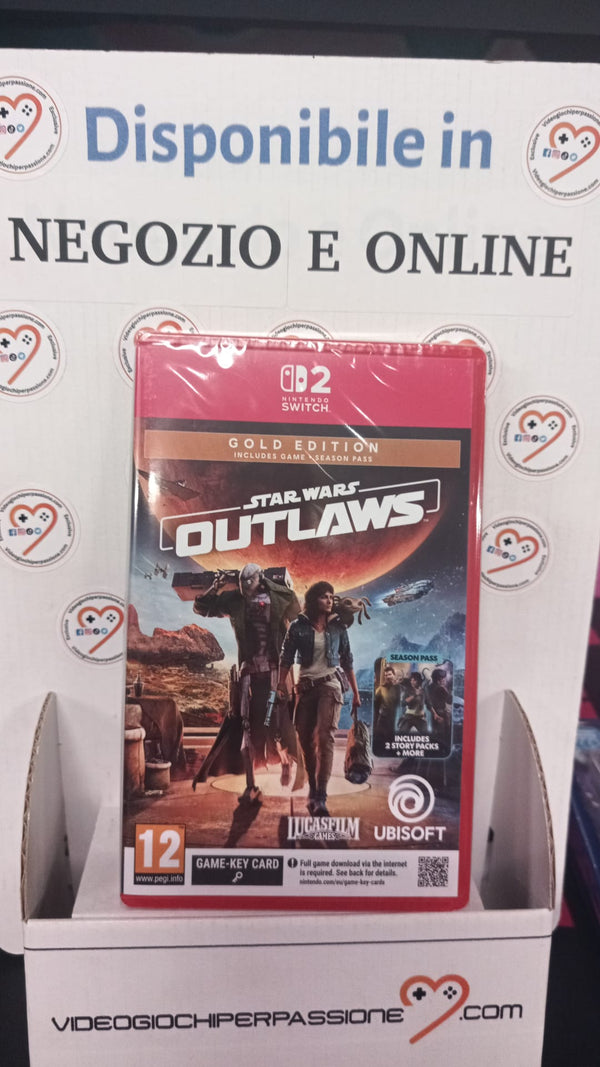 Disponibile in
NEGOZIO E ONLINE
2
NINTENDO
SWITCH
GOLD EDITION
INCLUDES GAME + SEASON PASS
STAR WARS
OUTLAWS
SEASON PASS
INCLUDES
2 STORY PACKS
+ MORE
LUCASFILM
GAMES
UBISOFT
12
www.pegi.info
GAME-KEY CARD
Full game download via the internet
is required. See back for details.
nintendo.com/eu/game-key-cards
VIDEOGIOCHIPERPASSIONE.com